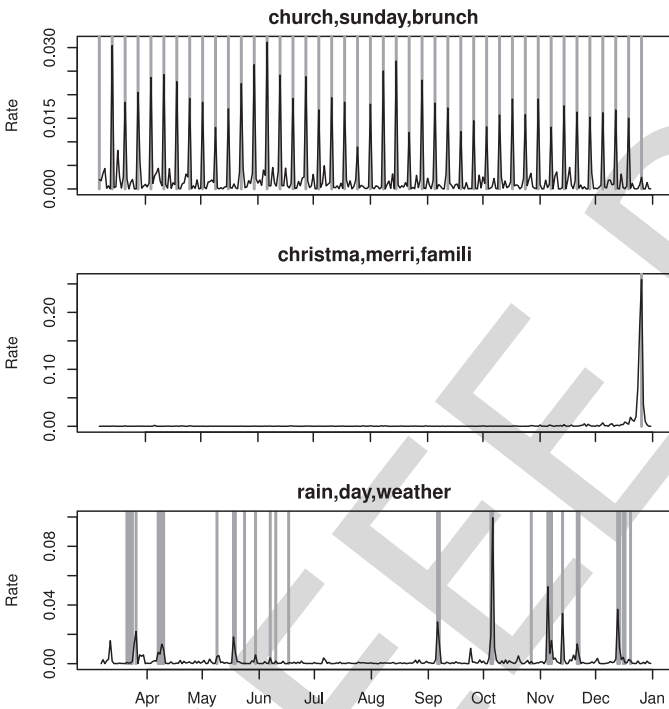 church,sunday,brunch
Rate
0.000 0.015 0.030
christma,merri,famili
Rate
0.00 0.10 0.20
rain,day,weather
Rate
0.00 0.04 0.08
Apr May Jun Jul Aug Sep Oct Nov Dec Jan